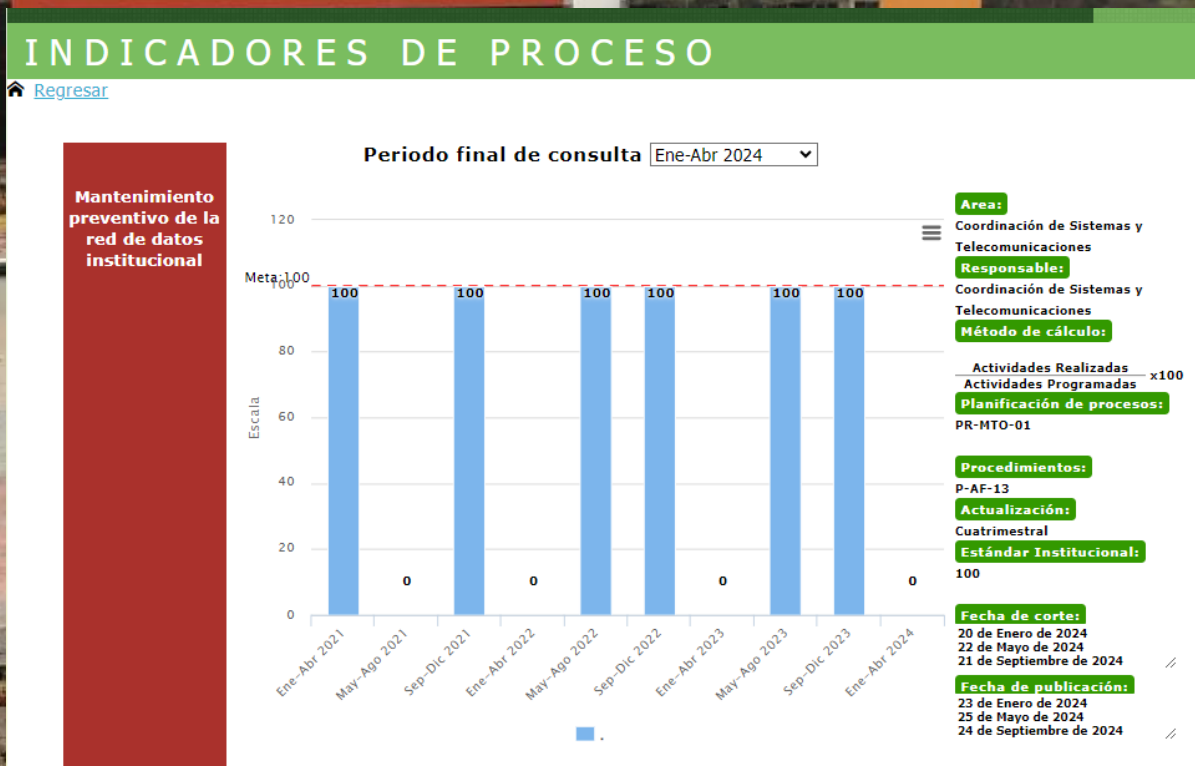 INDICADORES DE PROCESO
Regresar
Periodo final de consulta Ene-Abr 2024
Mantenimiento
preventivo de la
red de datos
institucional
120
Meta:100
100
80
60
40
20
0
Escala
100
0
100
0
100
100
0
100
100
0
Ene-Abr 2021
May-Ago 2021
Sep-Dic 2021
Ene-Abr 2022
May-Ago 2022
Sep-Dic 2022
Ene-Abr 2023
May-Ago 2023
Sep-Dic 2023
Ene-Abr 2024
.
Area:
Coordinación de Sistemas y
Telecomunicaciones
Responsable:
Coordinación de Sistemas y
Telecomunicaciones
Método de cálculo:
Actividades Realizadas
x100
Actividades Programadas
Planificación de procesos:
PR-MTO-01
Procedimientos:
P-AF-13
Actualización:
Cuatrimestral
Estándar Institucional:
100
Fecha de corte:
20 de Enero de 2024
22 de Mayo de 2024
21 de Septiembre de 2024
Fecha de publicación:
23 de Enero de 2024
25 de Mayo de 2024
24 de Septiembre de 2024